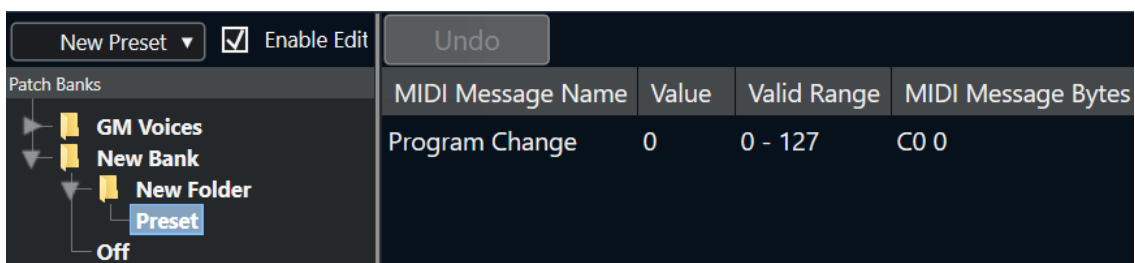 New Preset Enable Edit Undo
Patch Banks
MIDI Message Name Value Valid Range MIDI Message Bytes
GM Voices
Program Change 0 0 - 127 C0 0
New Bank
New Folder
Preset
Off